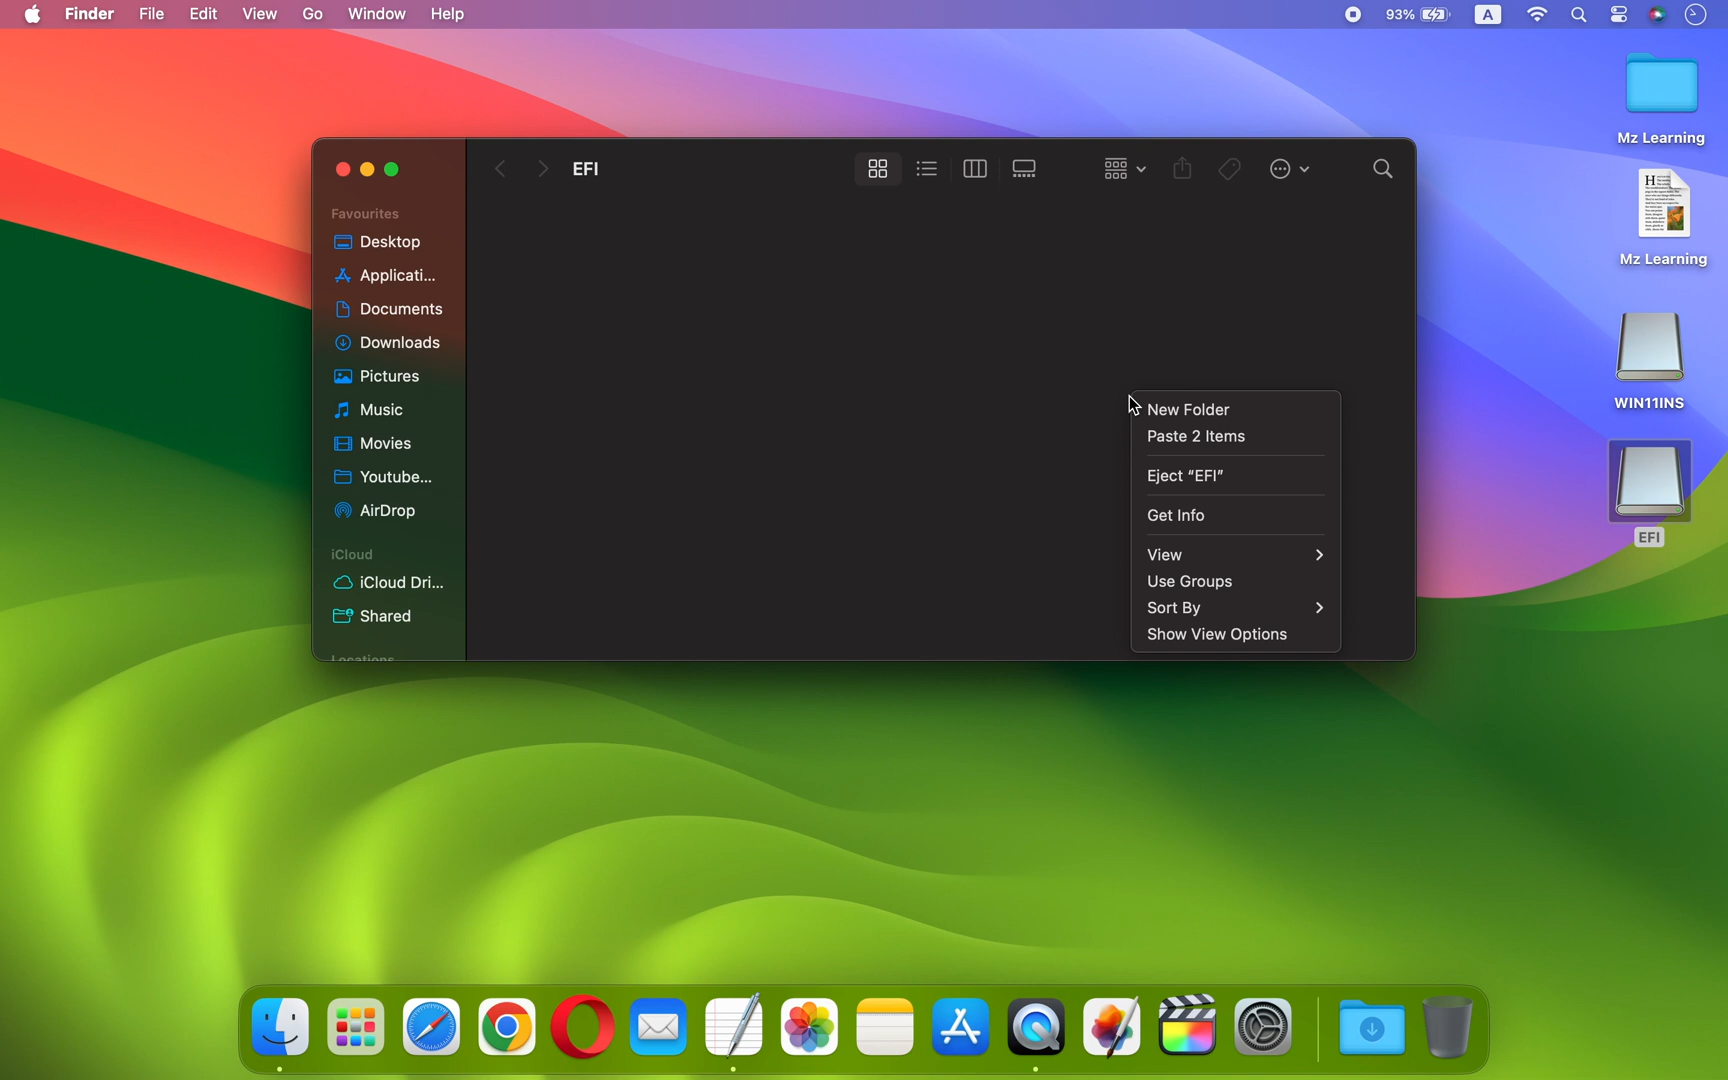 Finder File Edit View Go Window Help
93% A
Mz Learning
Mz Learning
WIN11INS
EFI
EFI
Favourites
Desktop
Applicati...
Documents
Downloads
Pictures
Music
Movies
Youtube...
AirDrop
iCloud
iCloud Dri...
Shared
Locations
New Folder
Paste 2 Items
Eject “EFI”
Get Info
View
Use Groups
Sort By
Show View Options